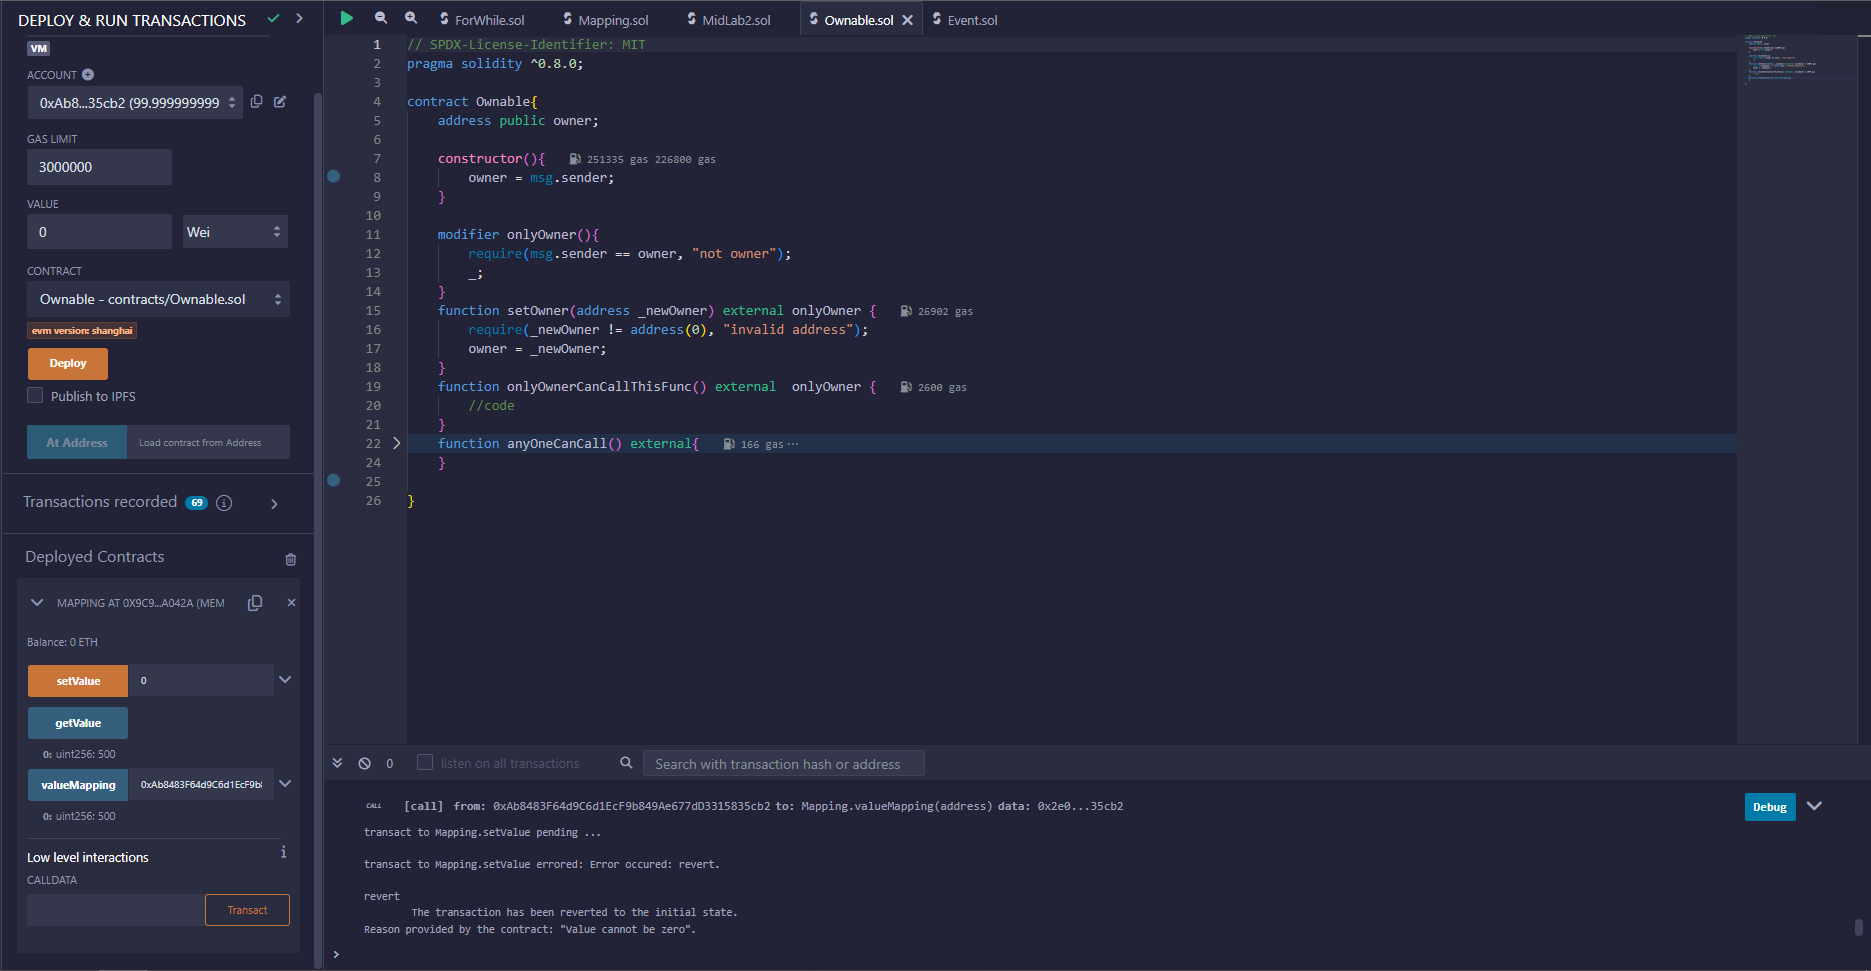 DEPLOY & RUN TRANSACTIONS
VM
ACCOUNT
0xAb8...35cb2 (99.999999999
GAS LIMIT
3000000
VALUE
0
Wei
CONTRACT
Ownable - contracts/Ownable.sol
evm version: shanghai
Deploy
Publish to IPFS
At Address
Load contract from Address
Transactions recorded 69 i
Deployed Contracts
MAPPING AT 0X9C9...A042A (MEM
Balance: 0 ETH
setValue
0
getValue
0: uint256: 500
valueMapping
0xAb8483F64d9C6d1EcF9b
0: uint256: 500
Low level interactions
i
CALLDATA
Transact
ForWhile.sol
Mapping.sol
MidLab2.sol
Ownable.sol
Event.sol
1 // SPDX-License-Identifier: MIT
2 pragma solidity ^0.8.0;
3
4 contract Ownable{
5 address public owner;
6
7 constructor(){ 251335 gas 226800 gas
8 owner = msg.sender;
9 }
10
11 modifier onlyOwner(){
12 require(msg.sender == owner, "not owner");
13 _;
14 }
15 function setOwner(address _newOwner) external onlyOwner { 26902 gas
16 require(_newOwner != address(0), "invalid address");
17 owner = _newOwner;
18 }
19 function onlyOwnerCanCallThisFunc() external  onlyOwner { 2600 gas
20 //code
21 }
22 function anyOneCanCall() external{ 166 gas ···
24 }
25
26 }
0
listen on all transactions
Search with transaction hash or address
CALL [call] from: 0xAb8483F64d9C6d1EcF9b849Ae677dD3315835cb2 to: Mapping.valueMapping(address) data: 0x2e0...35cb2
Debug
transact to Mapping.setValue pending ...
transact to Mapping.setValue errored: Error occured: revert.
revert
The transaction has been reverted to the initial state.
Reason provided by the contract: "Value cannot be zero".
>